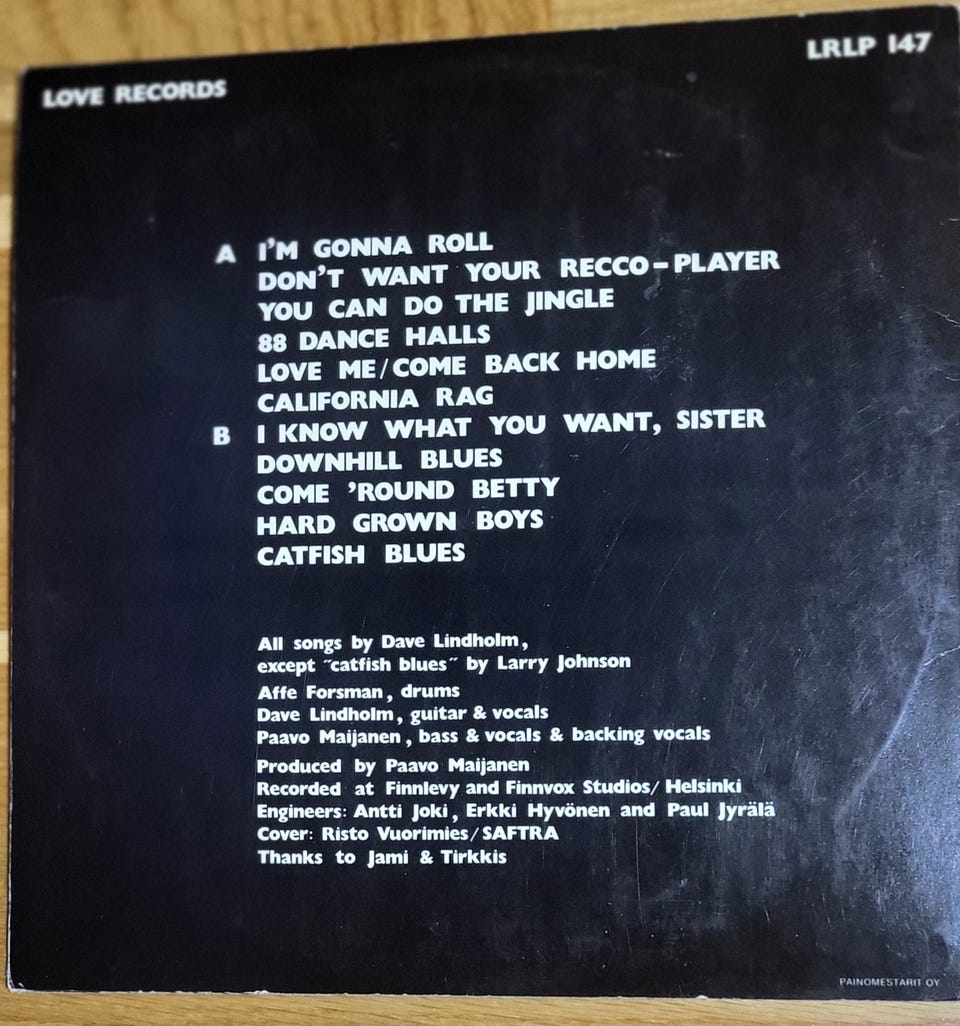 LOVE RECORDS
LRLP 147
A I'M GONNA ROLL
DON'T WANT YOUR RECCO-PLAYER
YOU CAN DO THE JINGLE
88 DANCE HALLS
LOVE ME/COME BACK HOME
CALIFORNIA RAG
B I KNOW WHAT YOU WANT, SISTER
DOWNHILL BLUES
COME 'ROUND BETTY
HARD GROWN BOYS
CATFISH BLUES
All songs by Dave Lindholm,
except "catfish blues" by Larry Johnson
Affe Forsman, drums
Dave Lindholm, guitar & vocals
Paavo Maijanen, bass & vocals & backing vocals
Produced by Paavo Maijanen
Recorded at Finnlevy and Finnvox Studios/Helsinki
Engineers: Antti Joki, Erkki Hyvönen and Paul Jyrälä
Cover: Risto Vuorimies/SAFTRA
Thanks to Jami & Tirkkis
PAINOMESTARIT OY